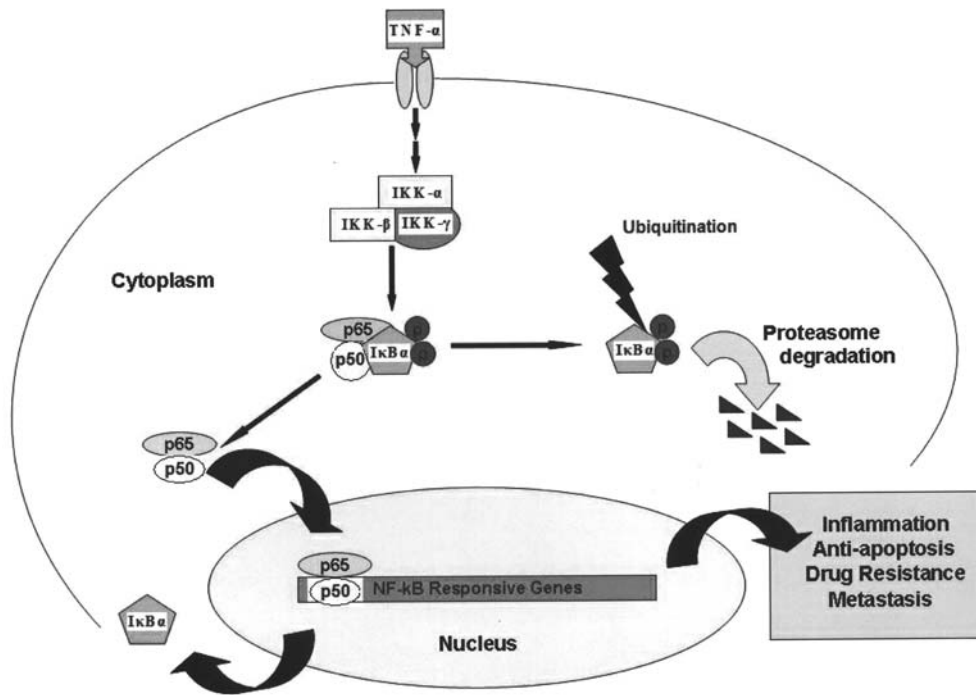 TNF-α
IKK-α
IKK-β IKK-γ
Ubiquitination
Cytoplasm
p65
p50
IκBα
p
p
IκBα
p
p
Proteasome
degradation
p65
p50
p65
p50
NF-kB Responsive Genes
Inflammation
Anti-apoptosis
Drug Resistance
Metastasis
IκBα
Nucleus